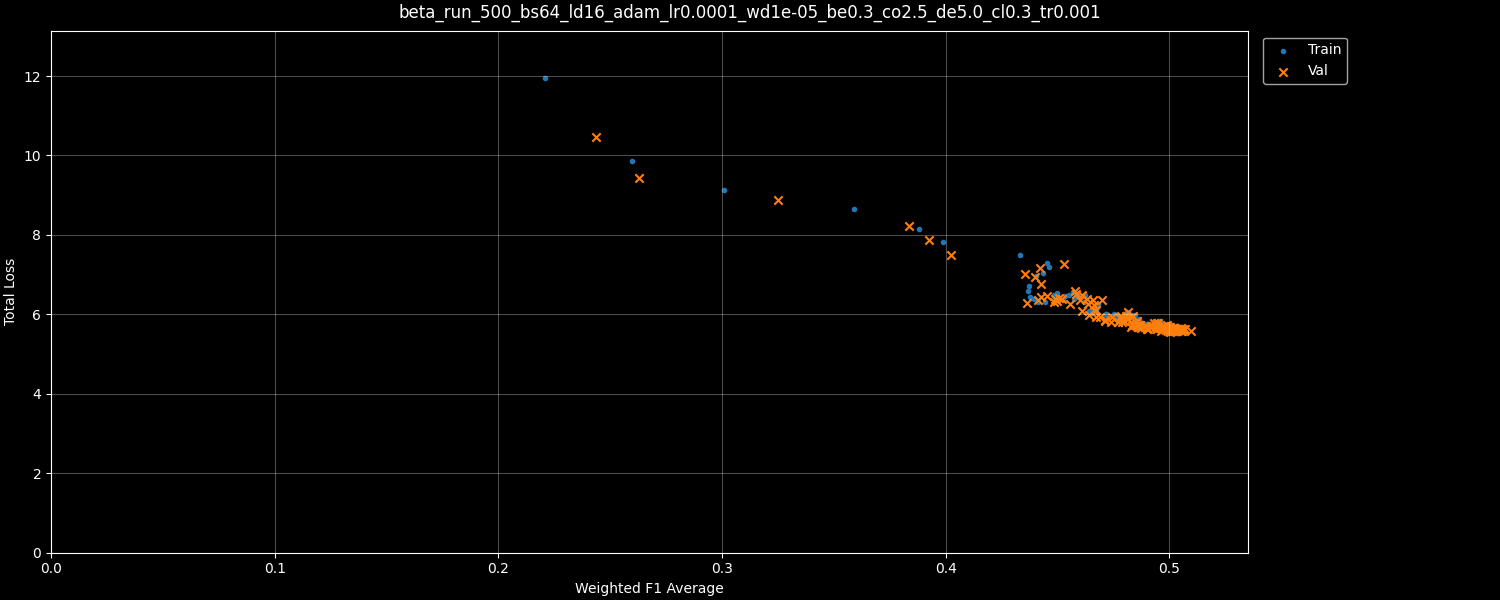 beta_run_500_bs64_ld16_adam_lr0.0001_wd1e-05_be0.3_co2.5_de5.0_cl0.3_tr0.001
Train
Val
12
10
8
6
4
2
0
Total Loss
0.0 0.1 0.2 0.3 0.4 0.5
Weighted F1 Average